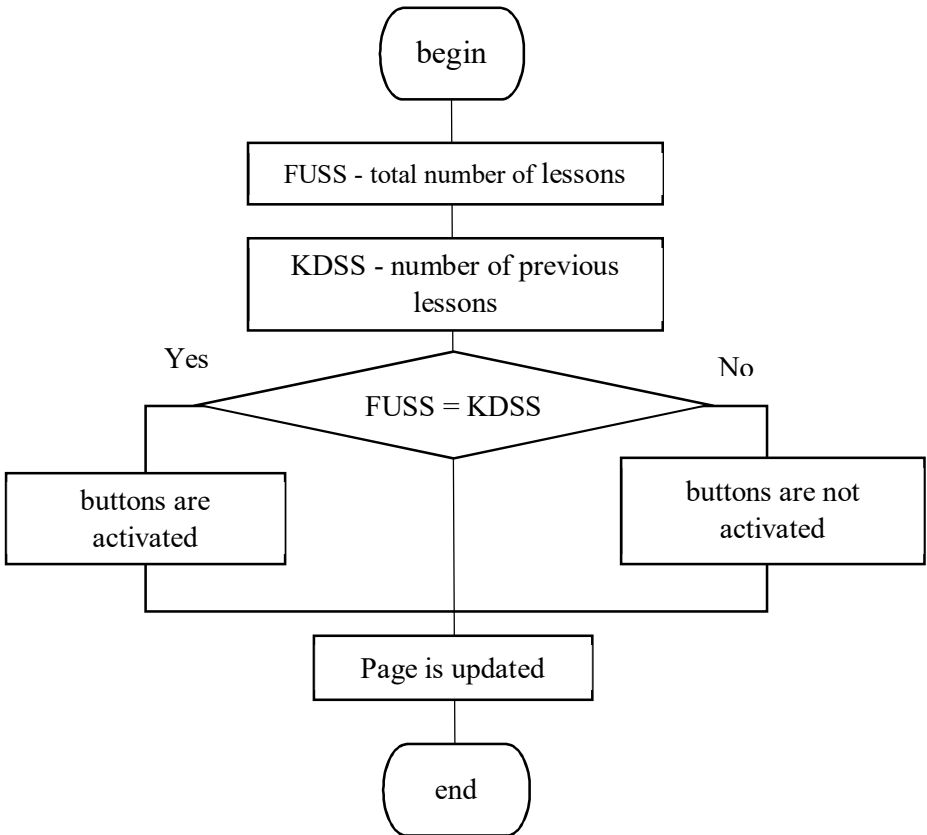 begin
FUSS - total number of lessons
KDSS - number of previous
lessons
Yes
No
FUSS = KDSS
buttons are
activated
buttons are not
activated
Page is updated
end